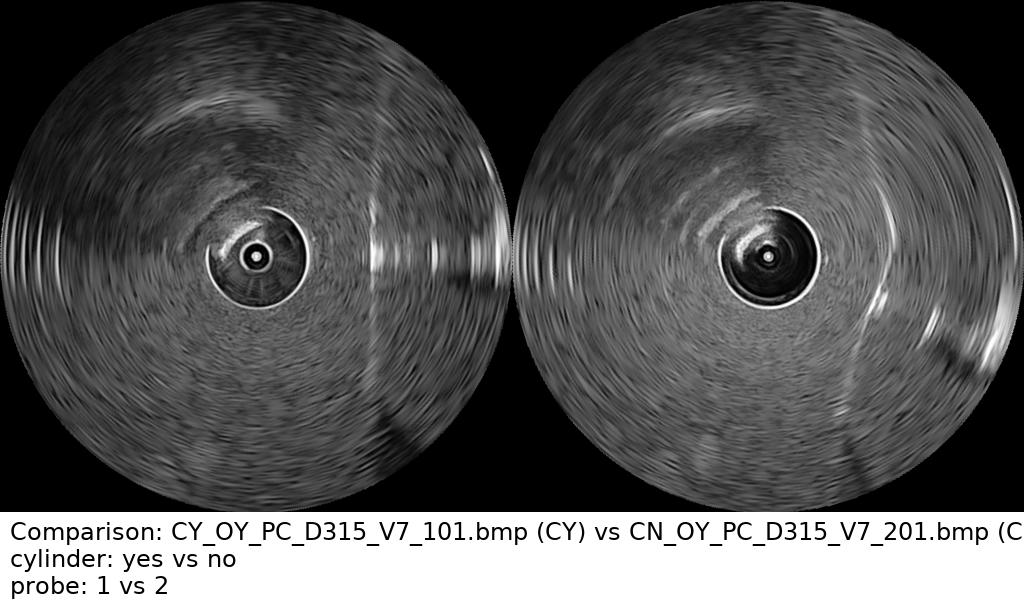 Comparison: CY_OY_PC_D315_V7_101.bmp (CY) vs CN_OY_PC_D315_V7_201.bmp (C
cylinder: yes vs no
probe: 1 vs 2